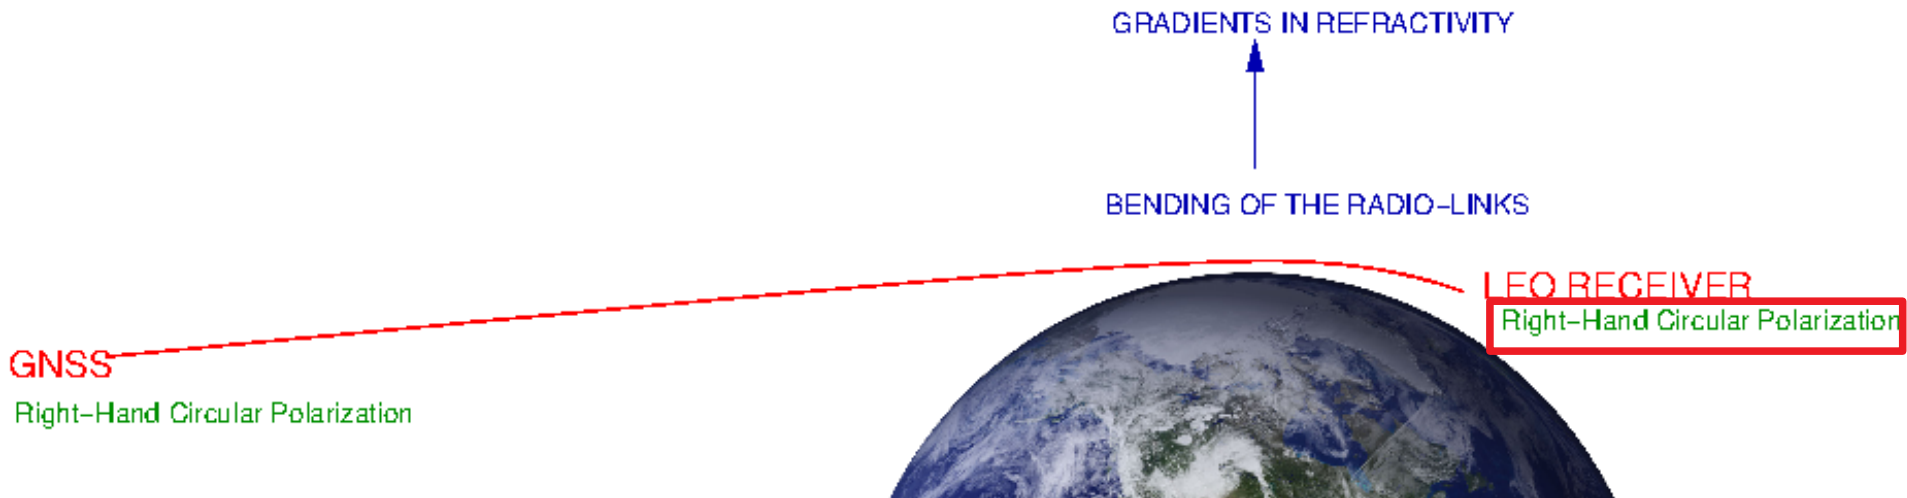 GRADIENTS IN REFRACTIVITY
BENDING OF THE RADIO-LINKS
LEO RECEIVER
Right-Hand Circular Polarization
GNSS
Right-Hand Circular Polarization